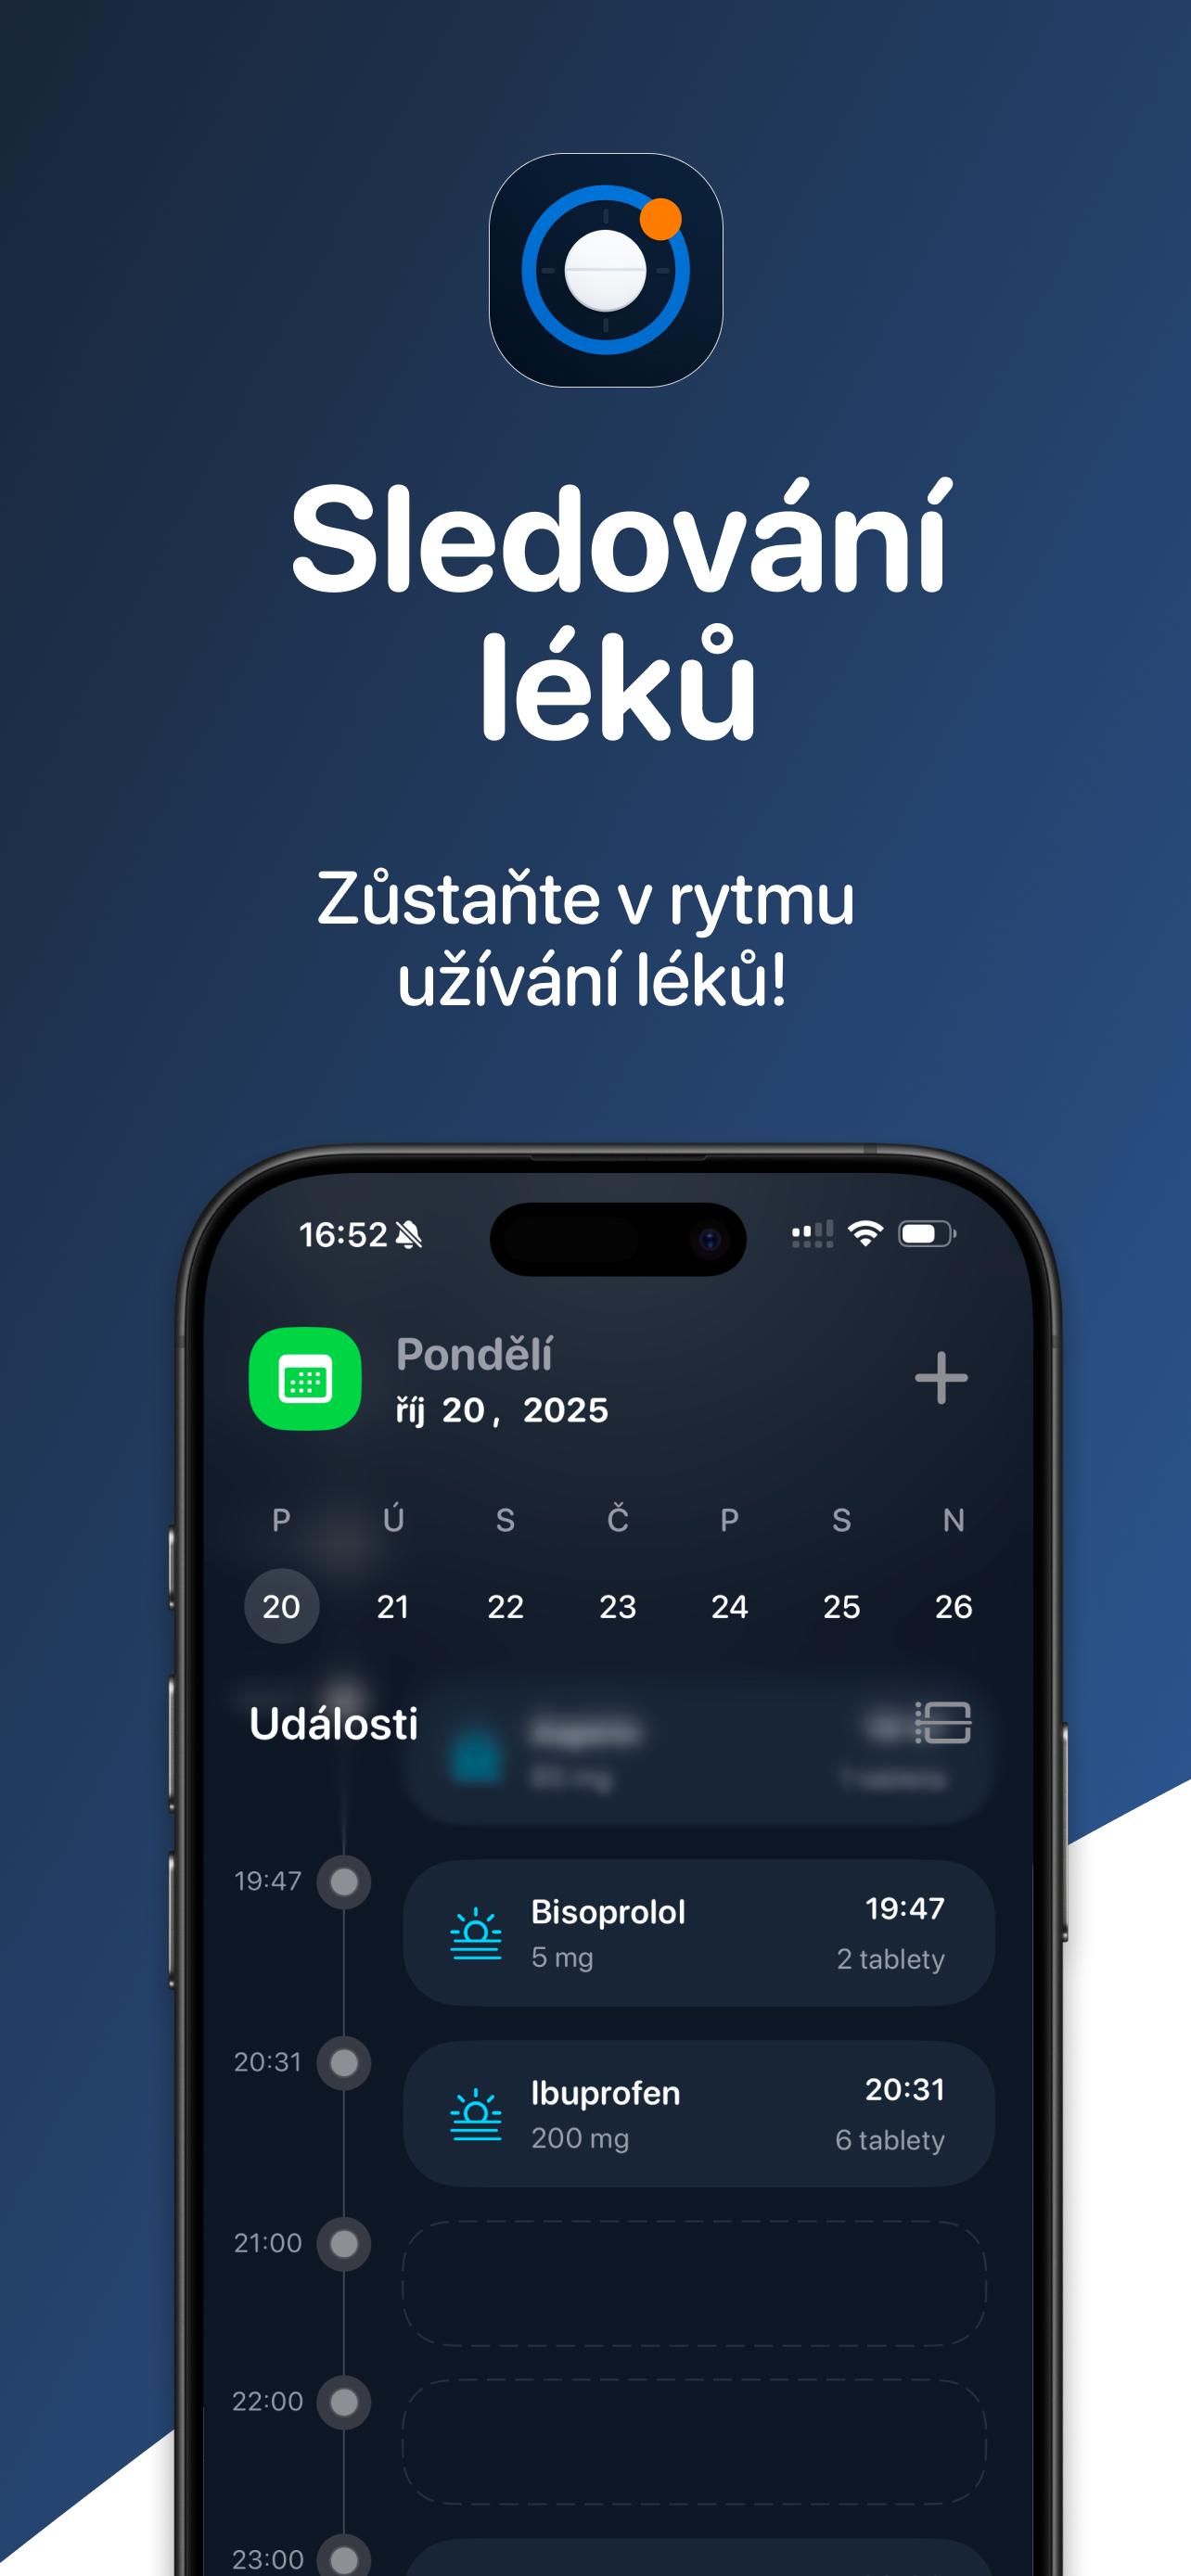 Sledování
léků
Zůstaňte v rytmu
užívání léků!
16:52
Pondělí
říj 20, 2025
P Ú S Č P S N
20 21 22 23 24 25 26
Události
19:47
Bisoprolol 19:47
5 mg 2 tablety
20:31
Ibuprofen 20:31
200 mg 6 tablety
21:00
22:00
23:00